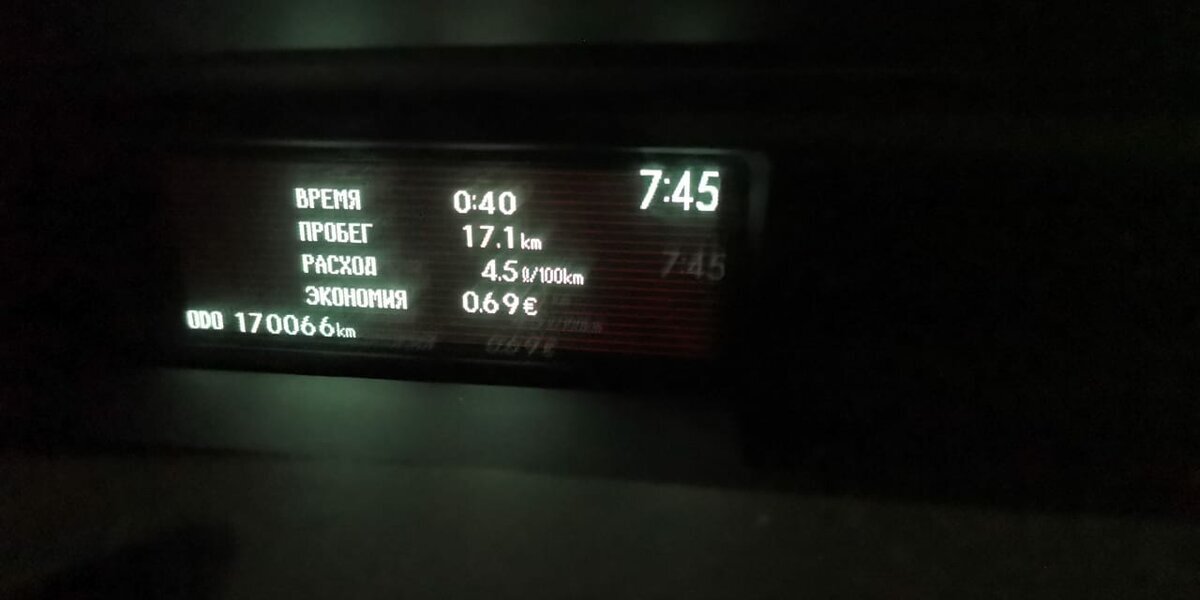 7:45
ВРЕМЯ 0:40
ПРОБЕГ 17.1 km
РАСХОД 4.5 ℓ/100km
ЭКОНОМИЯ 0.69 €
ODO 170066 km